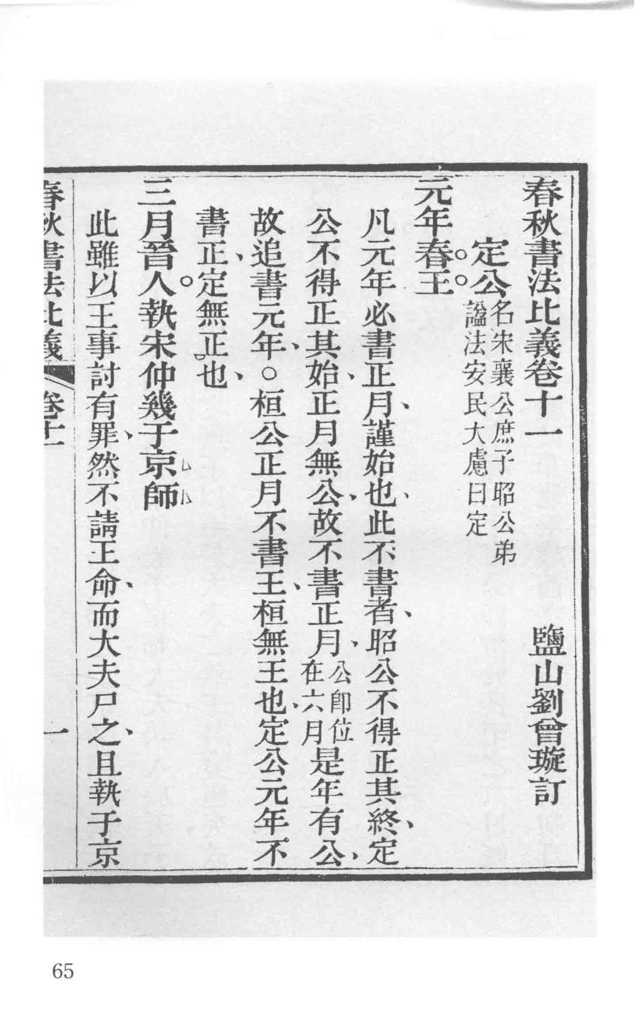 春秋書法比義卷十一 鹽山劉曾璇訂
定公名宋襄公庶子昭公弟
諡法安民大慮曰定
元年春王
凡元年必書正月謹始也此不書者昭公不得正其終定
公不得正其始正月無公故不書正月公卽位在六月是年有公
故追書元年○桓公正月不書王桓無王也定公元年不
書正定無正也
三月晉人執宋仲幾于京師
此雖以王事討有罪然不請王命而大夫尸之且執于京
春秋書法比義 卷十一 一
65